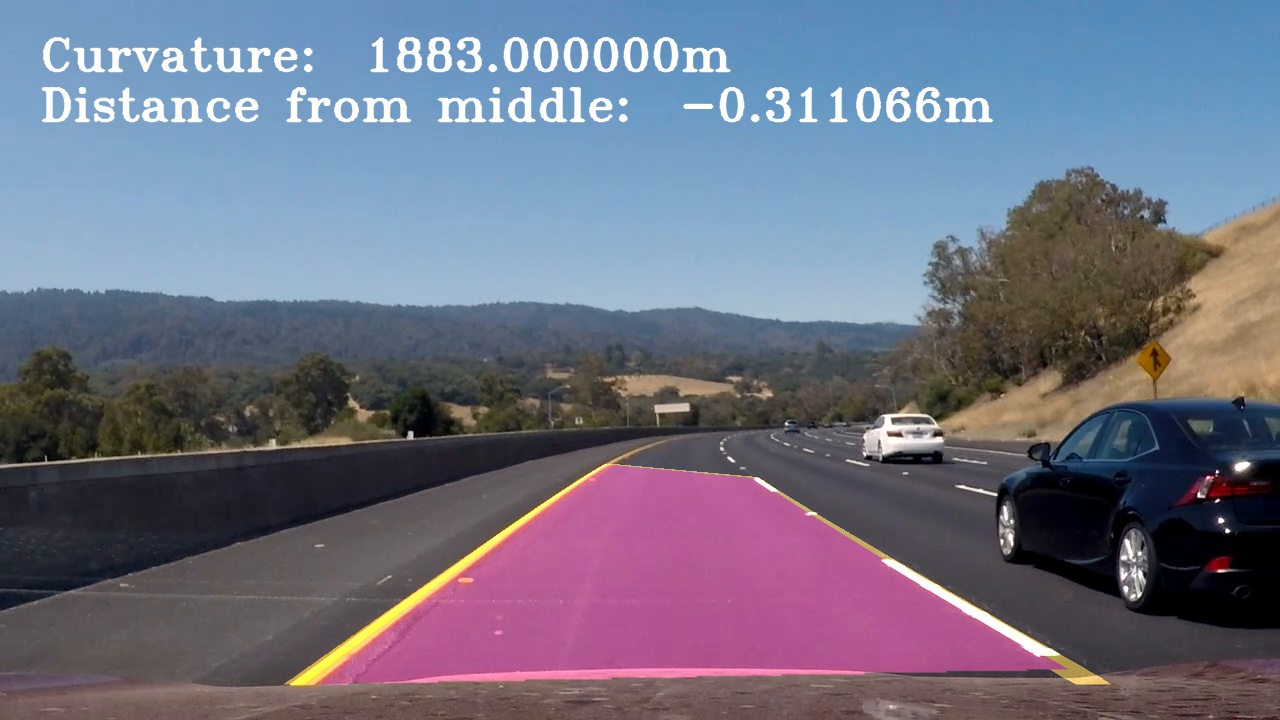 Curvature: 1883.000000m
Distance from middle: −0.311066m